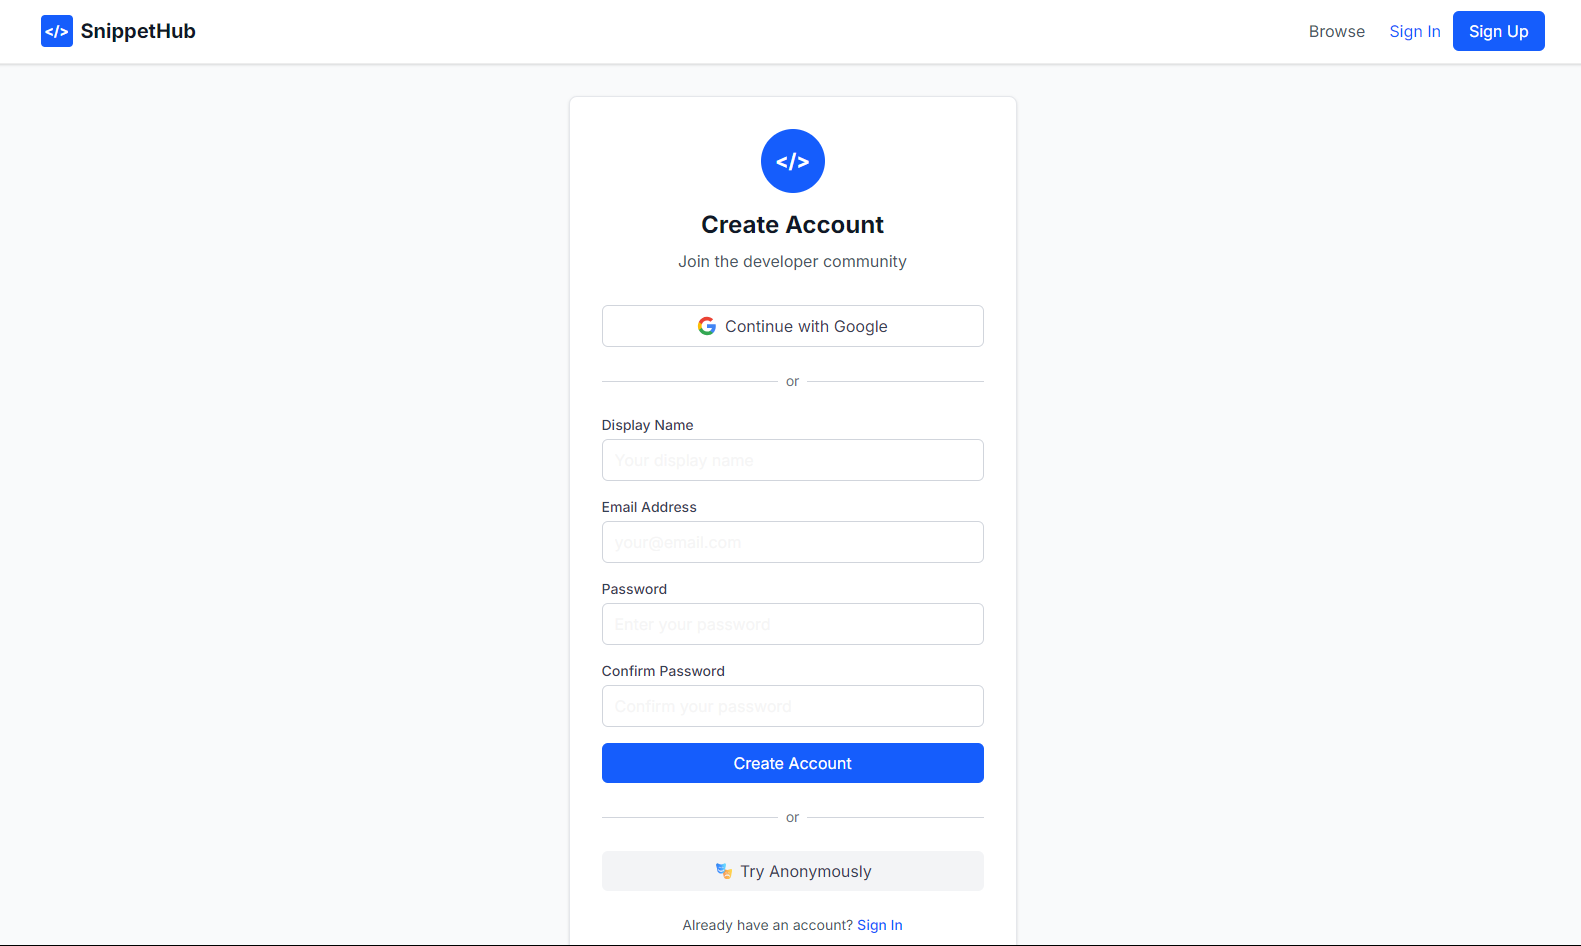 </> SnippetHub
Browse
Sign In
Sign Up
</>
Create Account
Join the developer community
Continue with Google
or
Display Name
Your display name
Email Address
your@email.com
Password
Enter your password
Confirm Password
Confirm your password
Create Account
or
Try Anonymously
Already have an account? Sign In